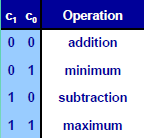 c1 c0 Operation
0 0 addition
0 1 minimum
1 0 subtraction
1 1 maximum